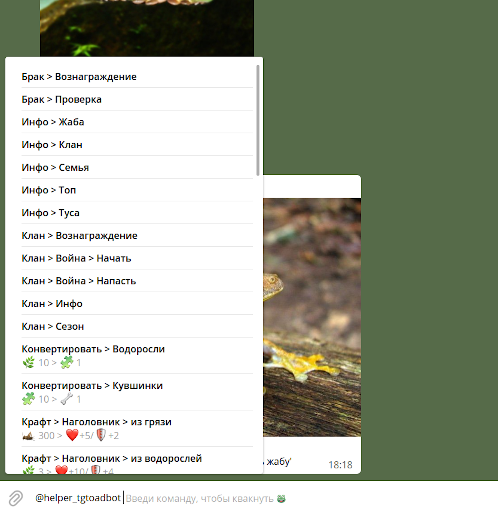 Брак > Вознаграждение
Брак > Проверка
Инфо > Жаба
Инфо > Клан
Инфо > Семья
Инфо > Топ
Инфо > Туса
Клан > Вознаграждение
Клан > Война > Начать
Клан > Война > Напасть
Клан > Инфо
Клан > Сезон
Конвертировать > Водоросли
🌿 10 > 🧩 1
Конвертировать > Кувшинки
🧩 10 > 🦴 1
Крафт > Наголовник > из грязи
300 > ❤️+5/🛡+2
Крафт > Наголовник > из водорослей
🌿 3 > ❤️+10/🛡+4
жабу'
18:18
@helper_tgtoadbot Введи команду, чтобы квакнуть